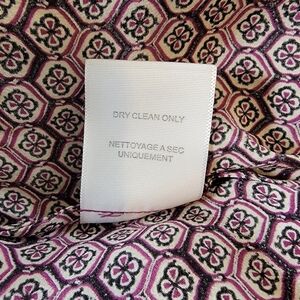 DRY CLEAN ONLY
NETTOYAGE A SEC
UNIQUEMENT